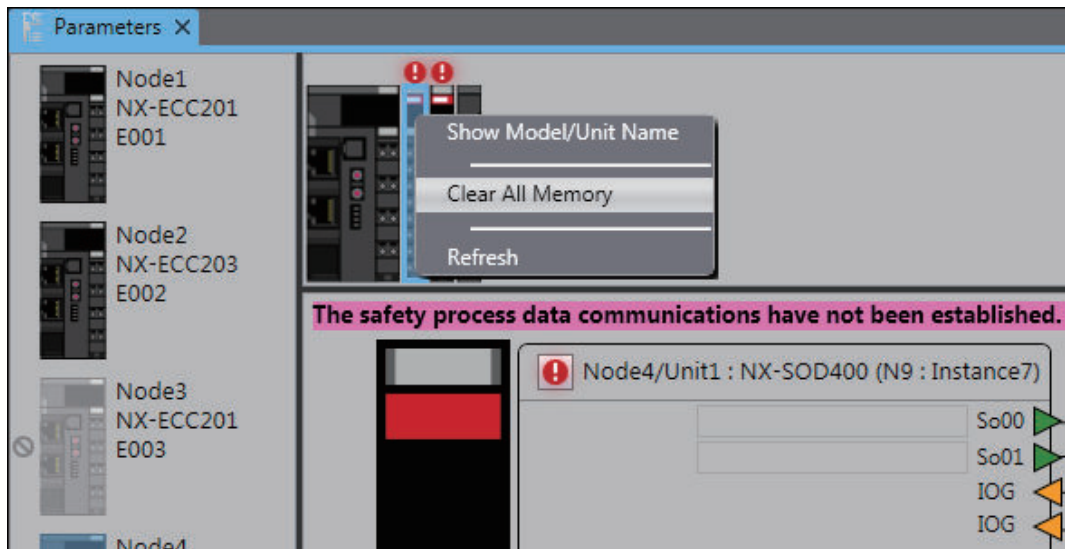 Parameters X
Node1
NX-ECC201
E001
Node2
NX-ECC203
E002
Node3
NX-ECC201
E003
Node4
Show Model/Unit Name
Clear All Memory
Refresh
The safety process data communications have not been established.
Node4/Unit1 : NX-SOD400 (N9 : Instance7)
So00
So01
IOG
IOG